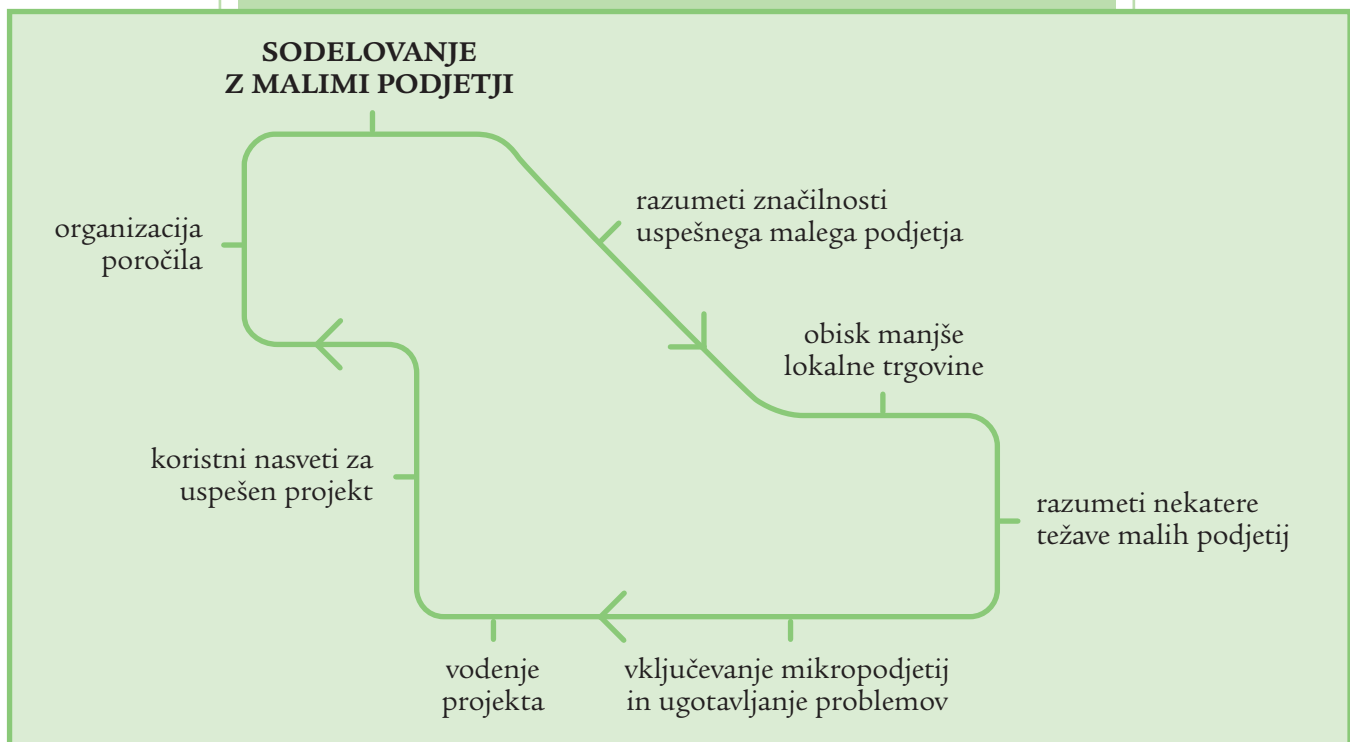 SODELOVANJE
Z MALIMI PODJETJI
razumeti značilnosti
uspešnega malega podjetja
obisk manjše
lokalne trgovine
razumeti nekatere
težave malih podjetij
vključevanje mikropodjetij
in ugotavljanje problemov
vodenje
projekta
koristni nasveti za
uspešen projekt
organizacija
poročila